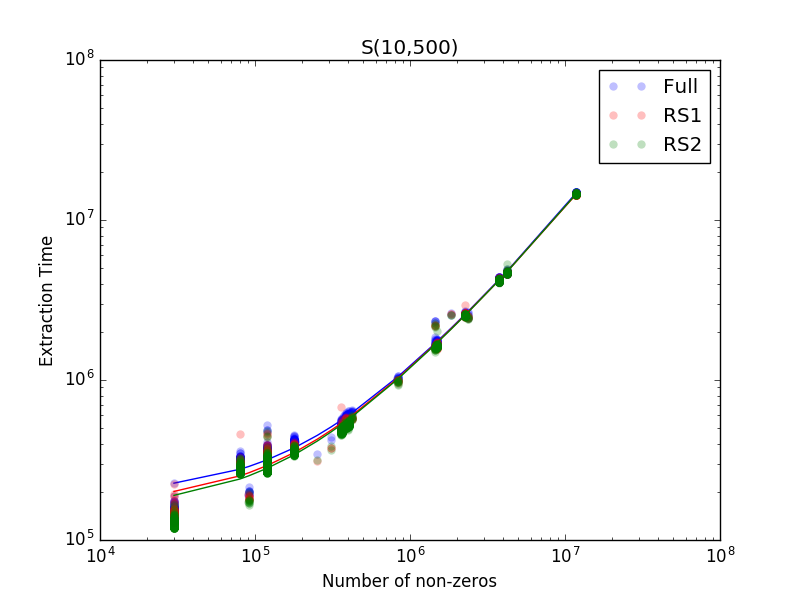 S(10,500)
10^8
10^7
10^6
10^5
Extraction Time
Full
RS1
RS2
10^4
10^5
10^6
10^7
10^8
Number of non-zeros